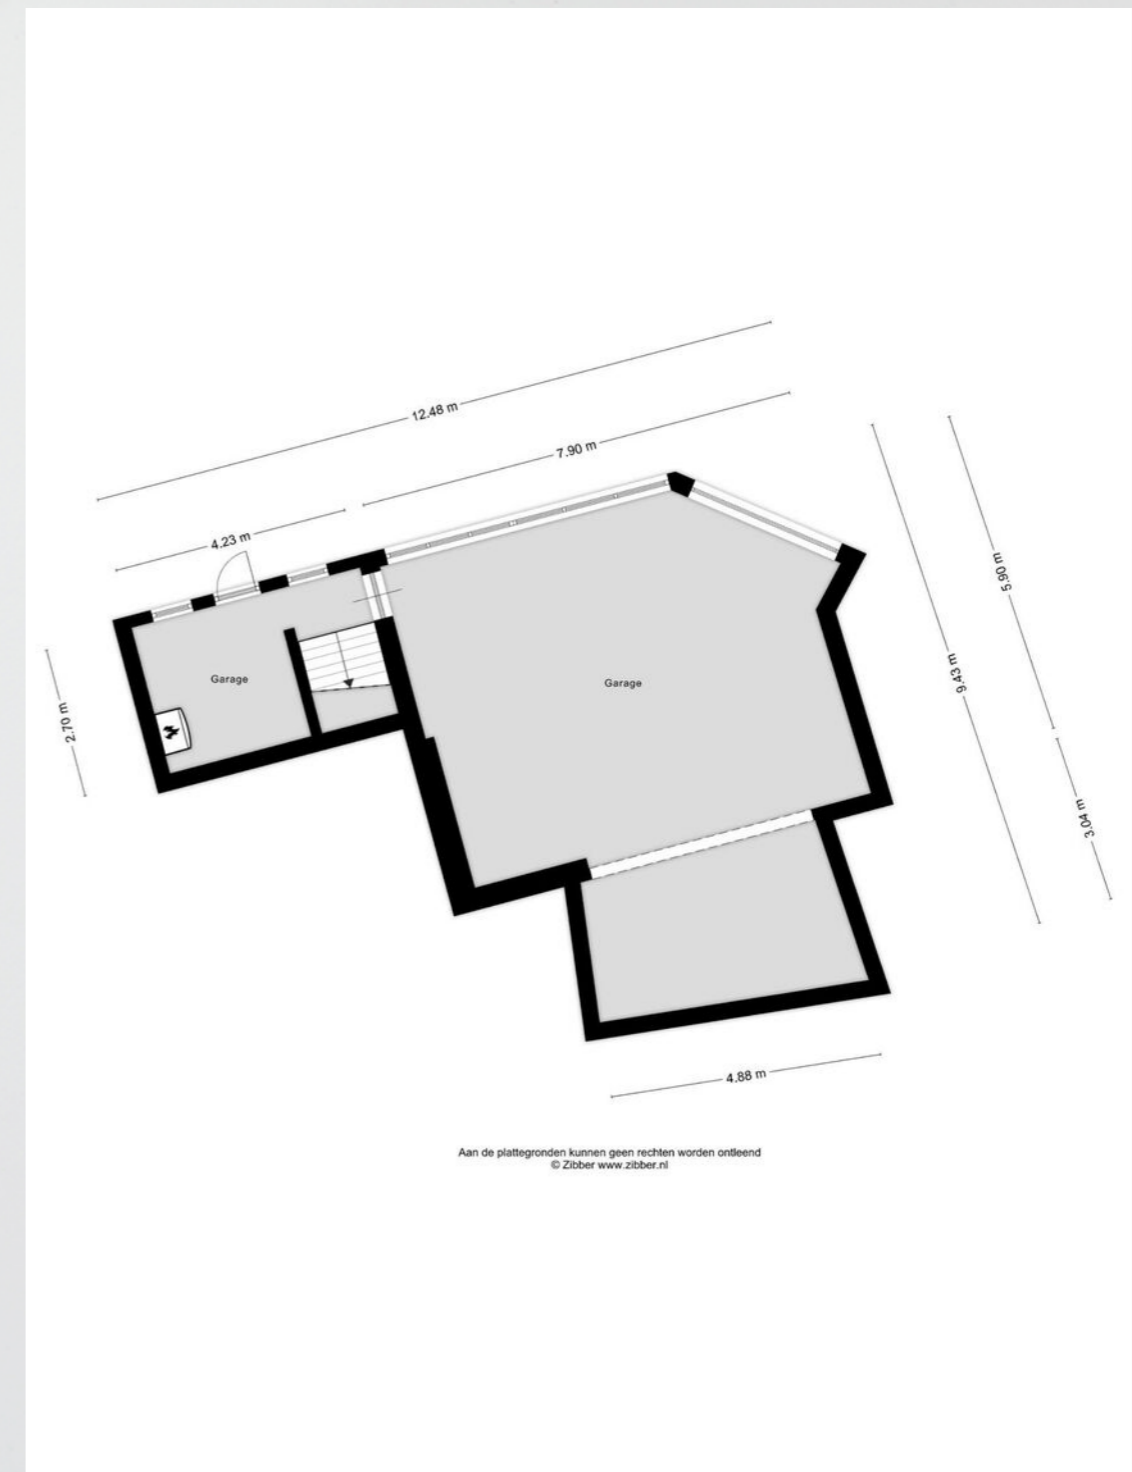 12.48 m
7.90 m
4.23 m
5.90 m
9.43 m
2.70 m
Garage
Garage
3.04 m
4.88 m
Aan de plattegronden kunnen geen rechten worden ontleend
© Zibber www.zibber.nl